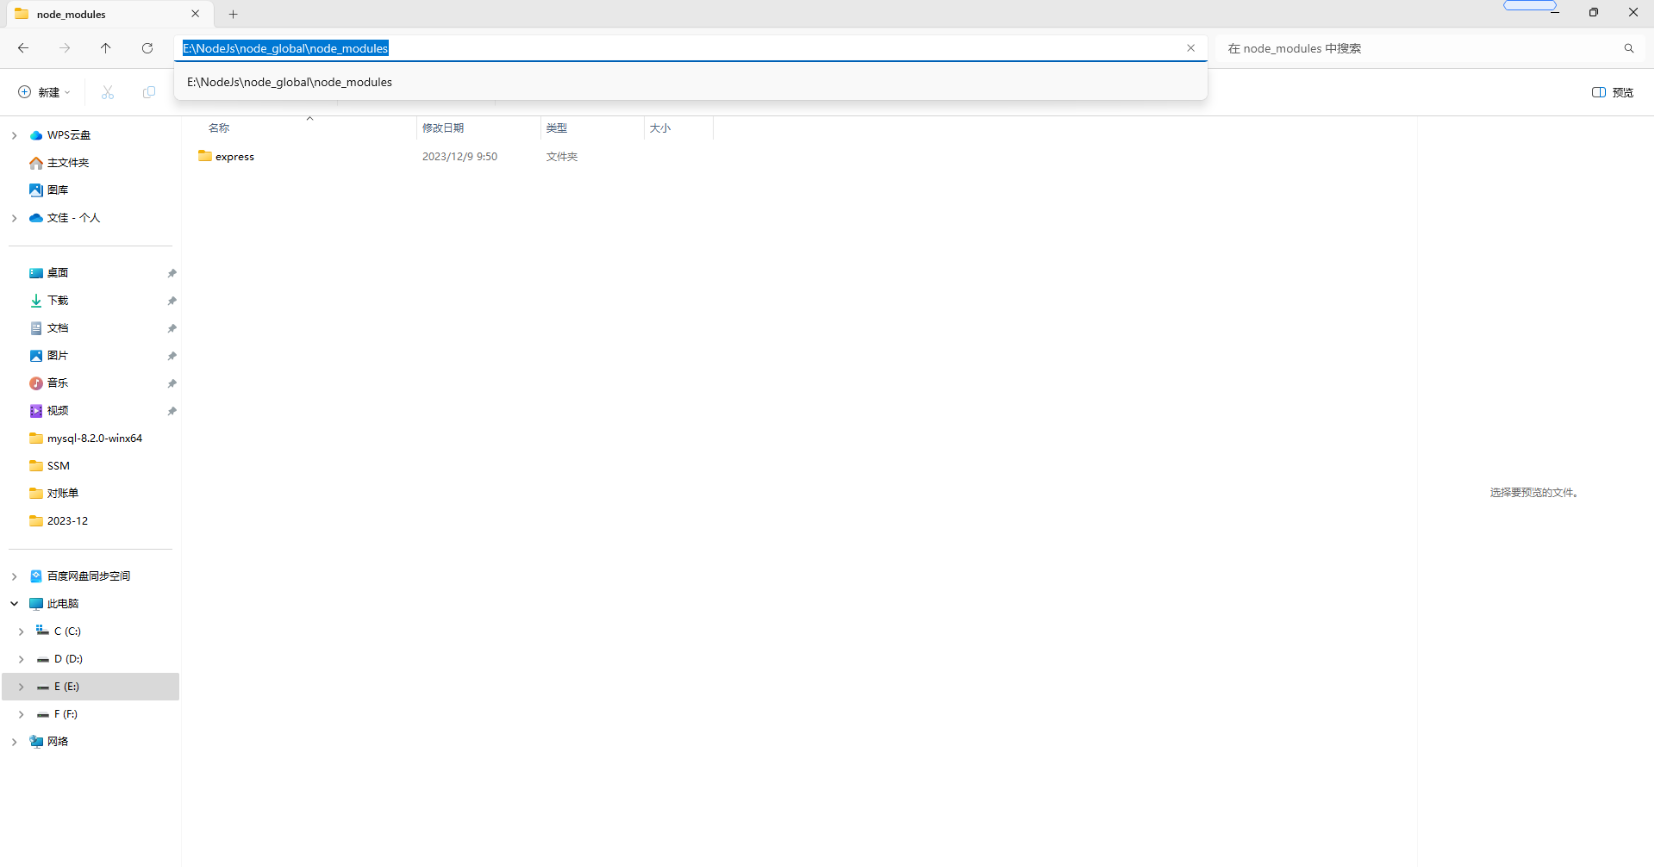 node_modules
E:\NodeJs\node_global\node_modules
在 node_modules 中搜索
E:\NodeJs\node_global\node_modules
新建
预览
名称
修改日期
类型
大小
express
2023/12/9 9:50
文件夹
WPS云盘
主文件夹
图库
文佳 - 个人
桌面
下载
文档
图片
音乐
视频
mysql-8.2.0-winx64
SSM
对账单
2023-12
百度网盘同步空间
此电脑
C (C:)
D (D:)
E (E:)
F (F:)
网络
选择要预览的文件。